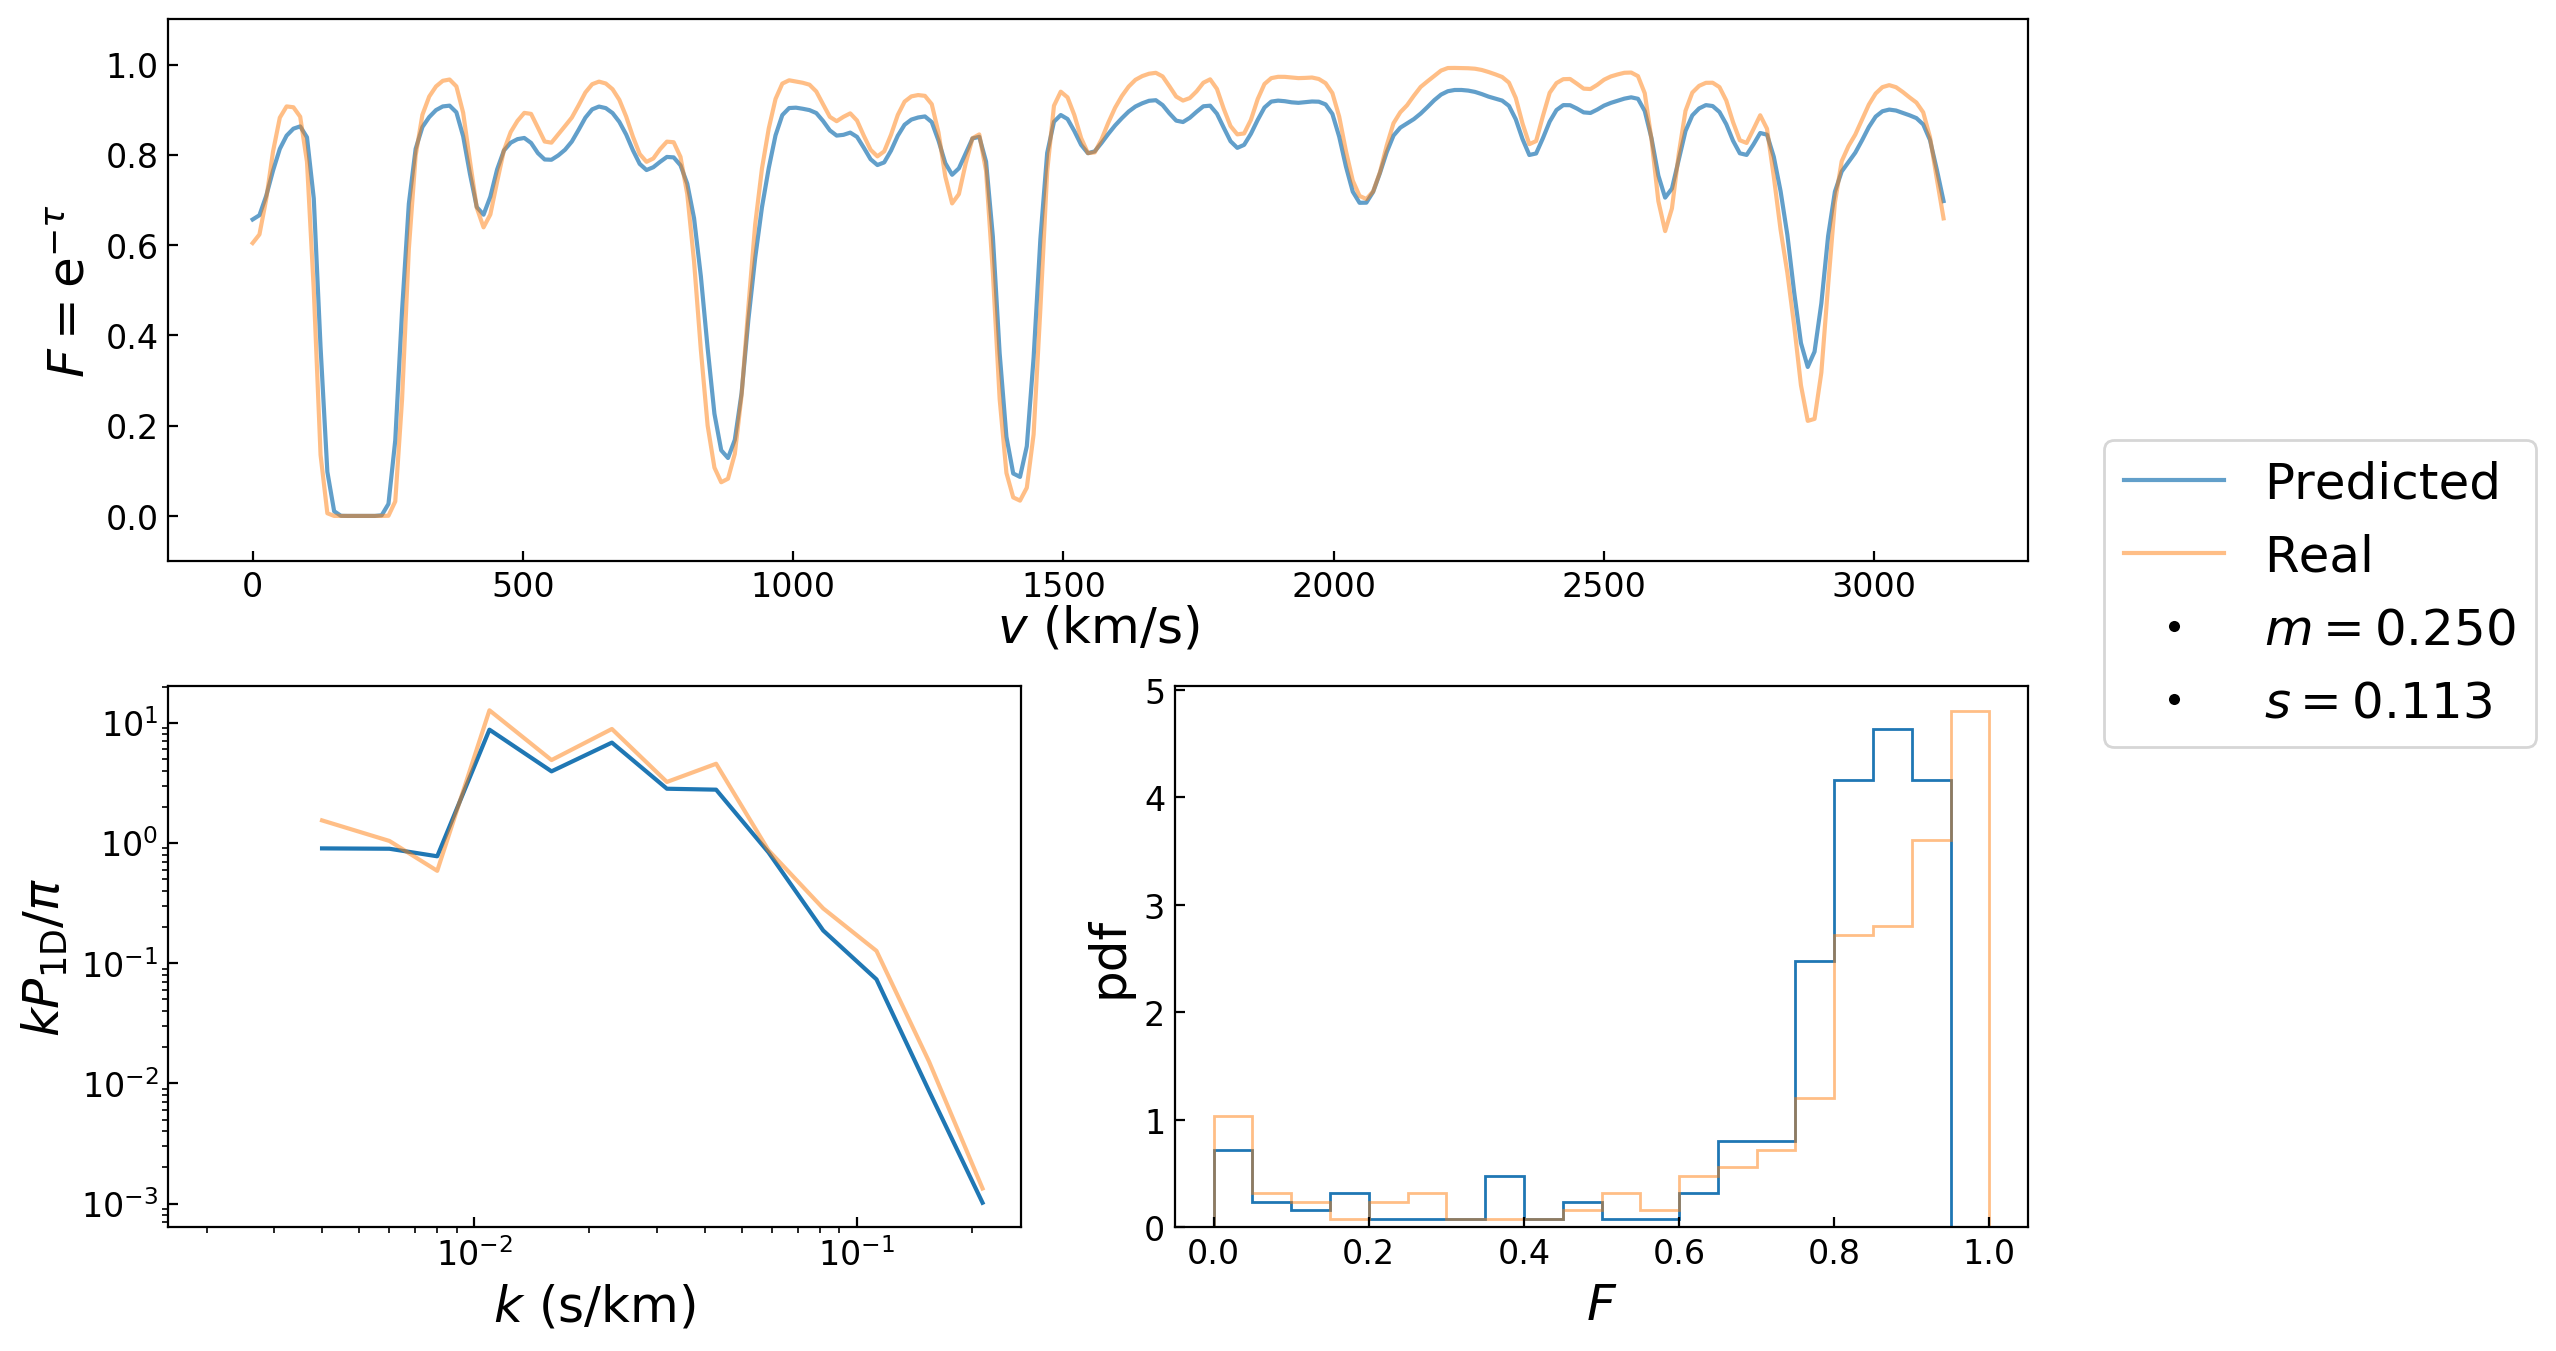 F = e^{-τ}
1.0
0.8
0.6
0.4
0.2
0.0
0 500 1000 1500 2000 2500 3000
v (km/s)
Predicted
Real
m = 0.250
s = 0.113
kP_{1D}/π
10^1
10^0
10^{-1}
10^{-2}
10^{-3}
10^{-2} 10^{-1}
k (s/km)
pdf
5
4
3
2
1
0
0.0 0.2 0.4 0.6 0.8 1.0
F